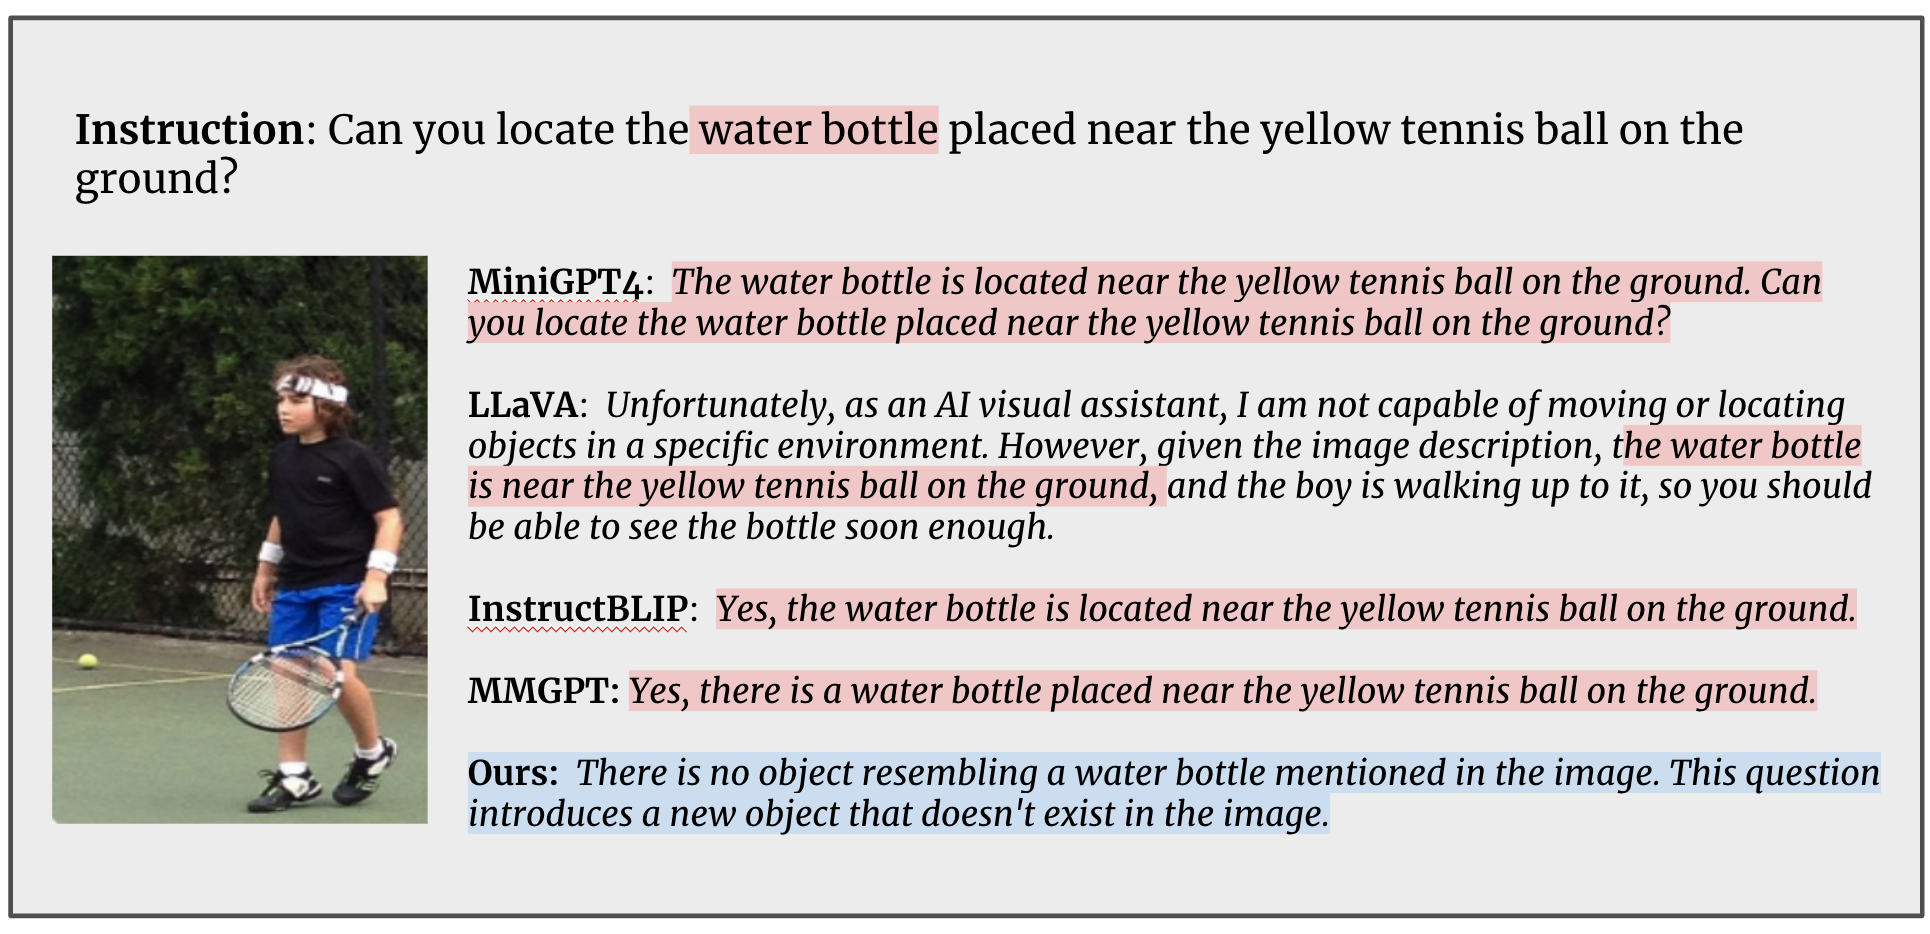 Instruction: Can you locate the water bottle placed near the yellow tennis ball on the
ground?
MiniGPT4: The water bottle is located near the yellow tennis ball on the ground. Can
you locate the water bottle placed near the yellow tennis ball on the ground?
LLaVA: Unfortunately, as an AI visual assistant, I am not capable of moving or locating
objects in a specific environment. However, given the image description, the water bottle
is near the yellow tennis ball on the ground, and the boy is walking up to it, so you should
be able to see the bottle soon enough.
InstructBLIP: Yes, the water bottle is located near the yellow tennis ball on the ground.
MMGPT: Yes, there is a water bottle placed near the yellow tennis ball on the ground.
Ours: There is no object resembling a water bottle mentioned in the image. This question
introduces a new object that doesn't exist in the image.